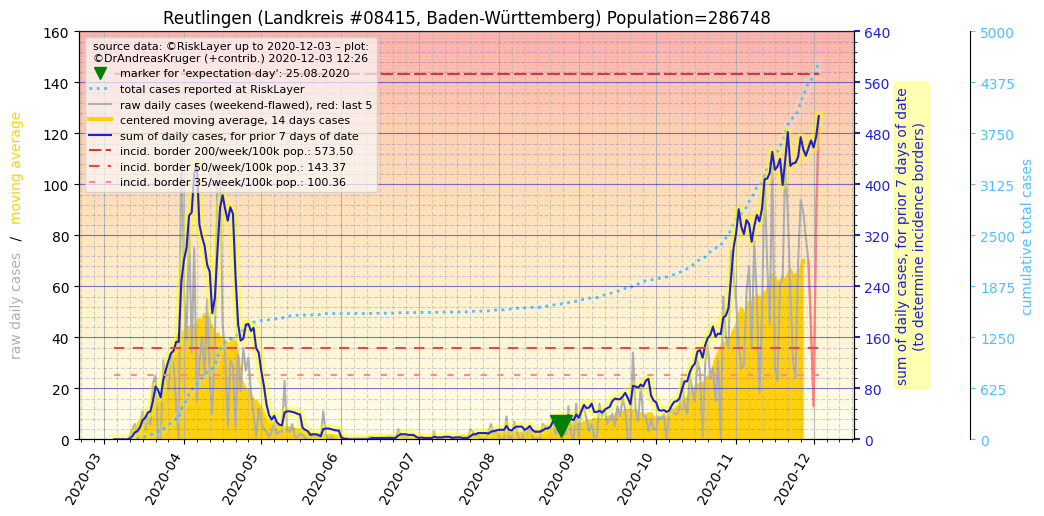 Reutlingen (Landkreis #08415, Baden-Württemberg) Population=286748
source data: ©RiskLayer up to 2020-12-03 – plot:
©DrAndreasKruger (+contrib.) 2020-12-03 12:26
marker for 'expectation day': 25.08.2020
total cases reported at RiskLayer
raw daily cases (weekend-flawed), red: last 5
centered moving average, 14 days cases
sum of daily cases, for prior 7 days of date
incid. border 200/week/100k pop.: 573.50
incid. border 50/week/100k pop.: 143.37
incid. border 35/week/100k pop.: 100.36
raw daily cases / moving average
160
140
120
100
80
60
40
20
0
2020-03
2020-04
2020-05
2020-06
2020-07
2020-08
2020-09
2020-10
2020-11
2020-12
640
560
480
400
320
240
160
80
0
sum of daily cases, for prior 7 days of date
(to determine incidence borders)
5000
4375
3750
3125
2500
1875
1250
625
0
cumulative total cases